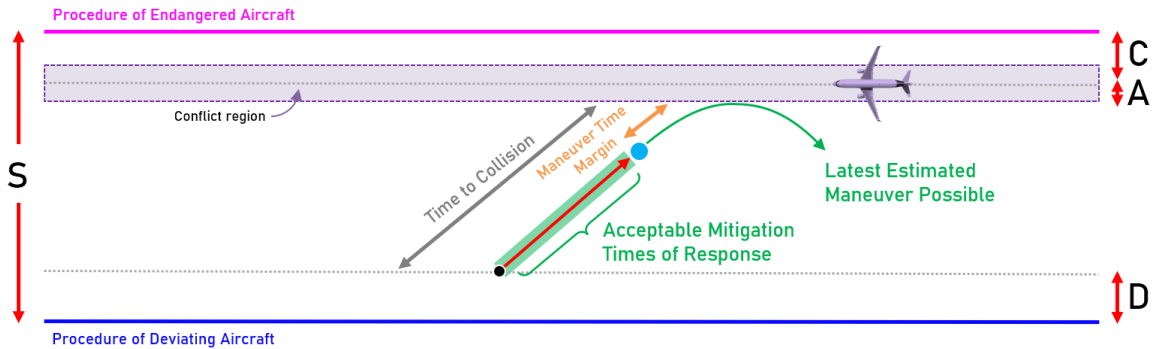 Procedure of Endangered Aircraft
C
A
Conflict region
S
Time to Collision
Maneuver Time
Margin
Latest Estimated
Maneuver Possible
Acceptable Mitigation
Times of Response
D
Procedure of Deviating Aircraft